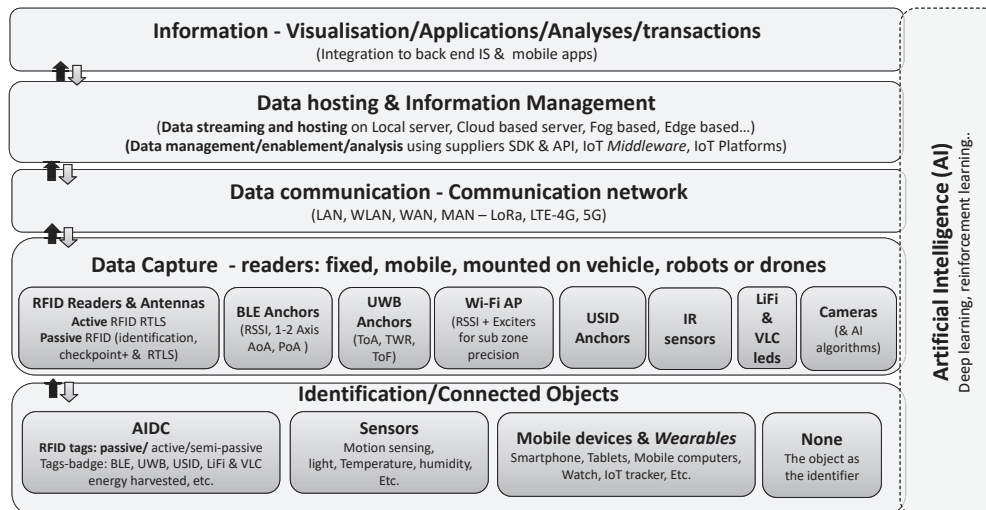 Information - Visualisation/Applications/Analyses/transactions
(Integration to back end IS & mobile apps)
Data hosting & Information Management
(Data streaming and hosting on Local server, Cloud based server, Fog based, Edge based...)
(Data management/enablement/analysis using suppliers SDK & API, IoT Middleware, IoT Platforms)
Data communication - Communication network
(LAN, WLAN, WAN, MAN – LoRa, LTE-4G, 5G)
Data Capture - readers: fixed, mobile, mounted on vehicle, robots or drones
RFID Readers & Antennas
Active RFID RTLS
Passive RFID (identification,
checkpoint+ & RTLS)
BLE Anchors
(RSSI, 1-2 Axis
AoA, PoA )
UWB
Anchors
(ToA, TWR,
ToF)
Wi-Fi AP
(RSSI + Exciters
for sub zone
precision
USID
Anchors
IR
sensors
LiFi
&
VLC
leds
Cameras
(& AI
algorithms)
Identification/Connected Objects
AIDC
RFID tags: passive/ active/semi-passive
Tags-badge: BLE, UWB, USID, LiFi & VLC
energy harvested, etc.
Sensors
Motion sensing,
light, Temperature, humidity,
Etc.
Mobile devices & Wearables
Smartphone, Tablets, Mobile computers,
Watch, IoT tracker, Etc.
None
The object as
the identifier
Artificial Intelligence (AI)
Deep learning, reinforcement learning..